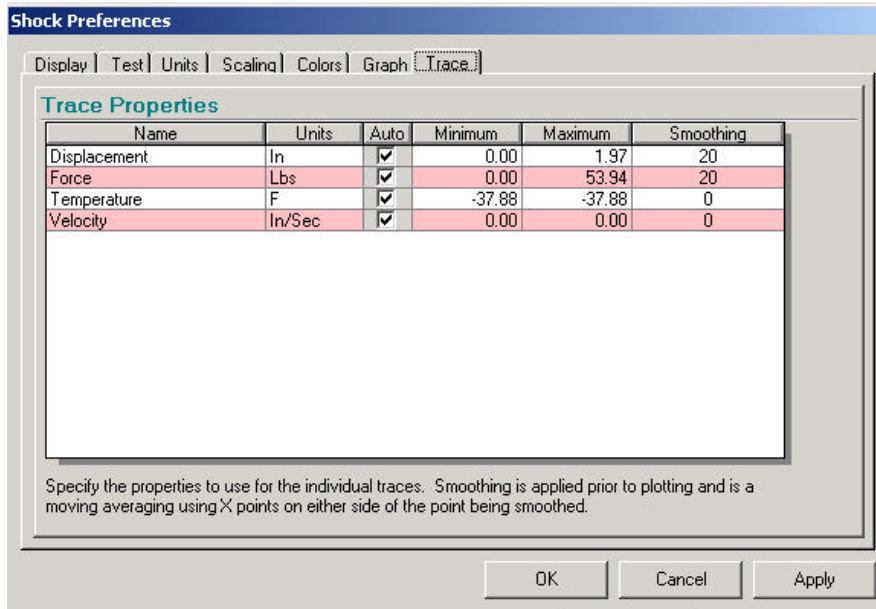 Shock Preferences
Display Test Units Scaling Colors Graph Trace
Trace Properties
Name Units Auto Minimum Maximum Smoothing
Displacement In 0.00 1.97 20
Force Lbs 0.00 53.94 20
Temperature F -37.88 -37.88 0
Velocity In/Sec 0.00 0.00 0
Specify the properties to use for the individual traces. Smoothing is applied prior to plotting and is a
moving averaging using X points on either side of the point being smoothed.
OK Cancel Apply